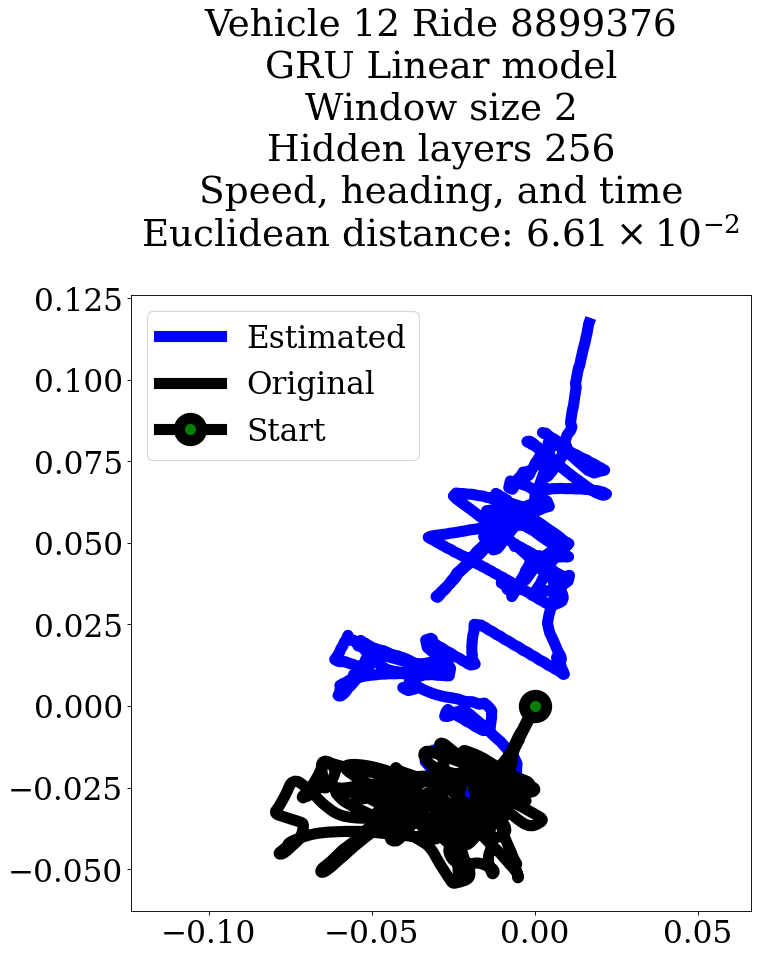 Vehicle 12 Ride 8899376
GRU Linear model
Window size 2
Hidden layers 256
Speed, heading, and time
Euclidean distance: 6.61 × 10⁻²
0.125
0.100
0.075
0.050
0.025
0.000
−0.025
−0.050
Estimated
Original
Start
−0.10 −0.05 0.00 0.05